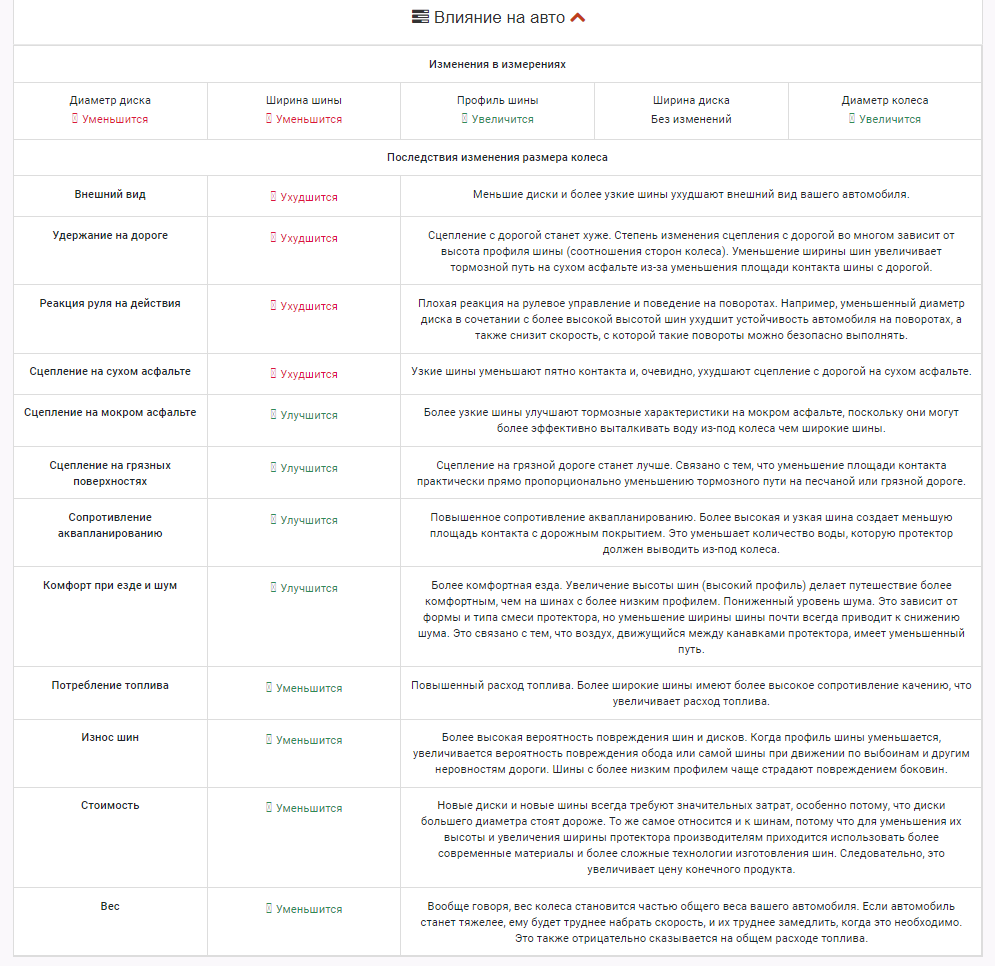 Влияние на авто
Изменения в измерениях
Диаметр диска
Уменьшится
Ширина шины
Уменьшится
Профиль шины
Увеличится
Ширина диска
Без изменений
Диаметр колеса
Увеличится
Последствия изменения размера колеса
Внешний вид
Ухудшится
Меньшие диски и более узкие шины ухудшают внешний вид вашего автомобиля.
Удержание на дороге
Ухудшится
Сцепление с дорогой станет хуже. Степень изменения сцепления с дорогой во многом зависит от
высота профиля шины (соотношения сторон колеса). Уменьшение ширины шин увеличивает
тормозной путь на сухом асфальте из-за уменьшения площади контакта шины с дорогой.
Реакция руля на действия
Ухудшится
Плохая реакция на рулевое управление и поведение на поворотах. Например, уменьшенный диаметр
диска в сочетании с более высокой высотой шин ухудшит устойчивость автомобиля на поворотах, а
также снизит скорость, с которой такие повороты можно безопасно выполнять.
Сцепление на сухом асфальте
Ухудшится
Узкие шины уменьшают пятно контакта и, очевидно, ухудшают сцепление с дорогой на сухом асфальте.
Сцепление на мокром асфальте
Улучшится
Более узкие шины улучшают тормозные характеристики на мокром асфальте, поскольку они могут
более эффективно выталкивать воду из-под колеса чем широкие шины.
Сцепление на грязных
поверхностях
Улучшится
Сцепление на грязной дороге станет лучше. Связано с тем, что уменьшение площади контакта
практически прямо пропорционально уменьшению тормозного пути на песчаной или грязной дороге.
Сопротивление
аквапланированию
Улучшится
Повышенное сопротивление аквапланированию. Более высокая и узкая шина создает меньшую
площадь контакта с дорожным покрытием. Это уменьшает количество воды, которую протектор
должен выводить из-под колеса.
Комфорт при езде и шум
Улучшится
Более комфортная езда. Увеличение высоты шин (высокий профиль) делает путешествие более
комфортным, чем на шинах с более низким профилем. Пониженный уровень шума. Это зависит от
формы и типа смеси протектора, но уменьшение ширины шины почти всегда приводит к снижению
шума. Это связано с тем, что воздух, движущийся между канавками протектора, имеет уменьшенный
путь.
Потребление топлива
Уменьшится
Повышенный расход топлива. Более широкие шины имеют более высокое сопротивление качению, что
увеличивает расход топлива.
Износ шин
Уменьшится
Более высокая вероятность повреждения шин и дисков. Когда профиль шины уменьшается,
увеличивается вероятность повреждения обода или самой шины при движении по выбоинам и другим
неровностям дороги. Шины с более низким профилем чаще страдают повреждением боковин.
Стоимость
Уменьшится
Новые диски и новые шины всегда требуют значительных затрат, особенно потому, что диски
большего диаметра стоят дороже. То же самое относится и к шинам, потому что для уменьшения их
высоты и увеличения ширины протектора производителям приходится использовать более
современные материалы и более сложные технологии изготовления шин. Следовательно, это
увеличивает цену конечного продукта.
Вес
Уменьшится
Вообще говоря, вес колеса становится частью общего веса вашего автомобиля. Если автомобиль
станет тяжелее, ему будет труднее набрать скорость, и их труднее замедлить, когда это необходимо.
Это также отрицательно сказывается на общем расходе топлива.